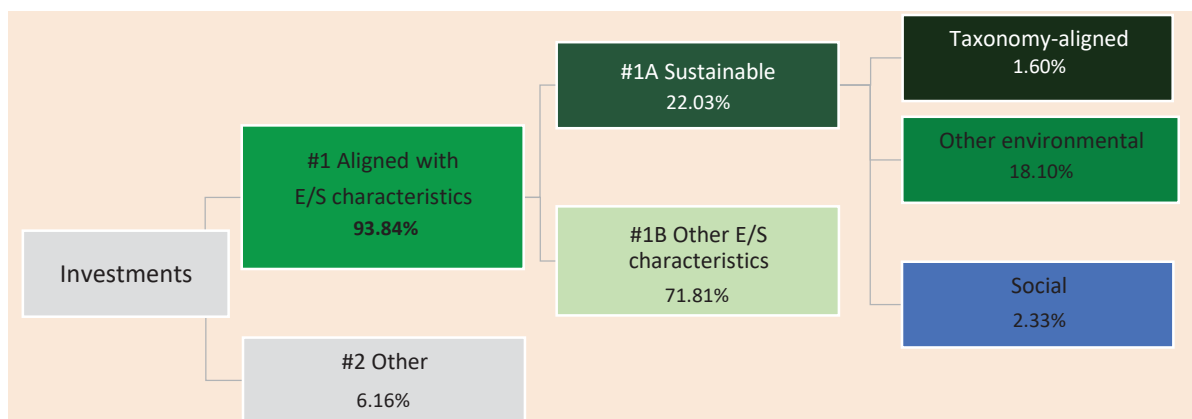 Investments
#1 Aligned with
E/S characteristics
93.84%
#2 Other
6.16%
#1A Sustainable
22.03%
#1B Other E/S
characteristics
71.81%
Taxonomy-aligned
1.60%
Other environmental
18.10%
Social
2.33%